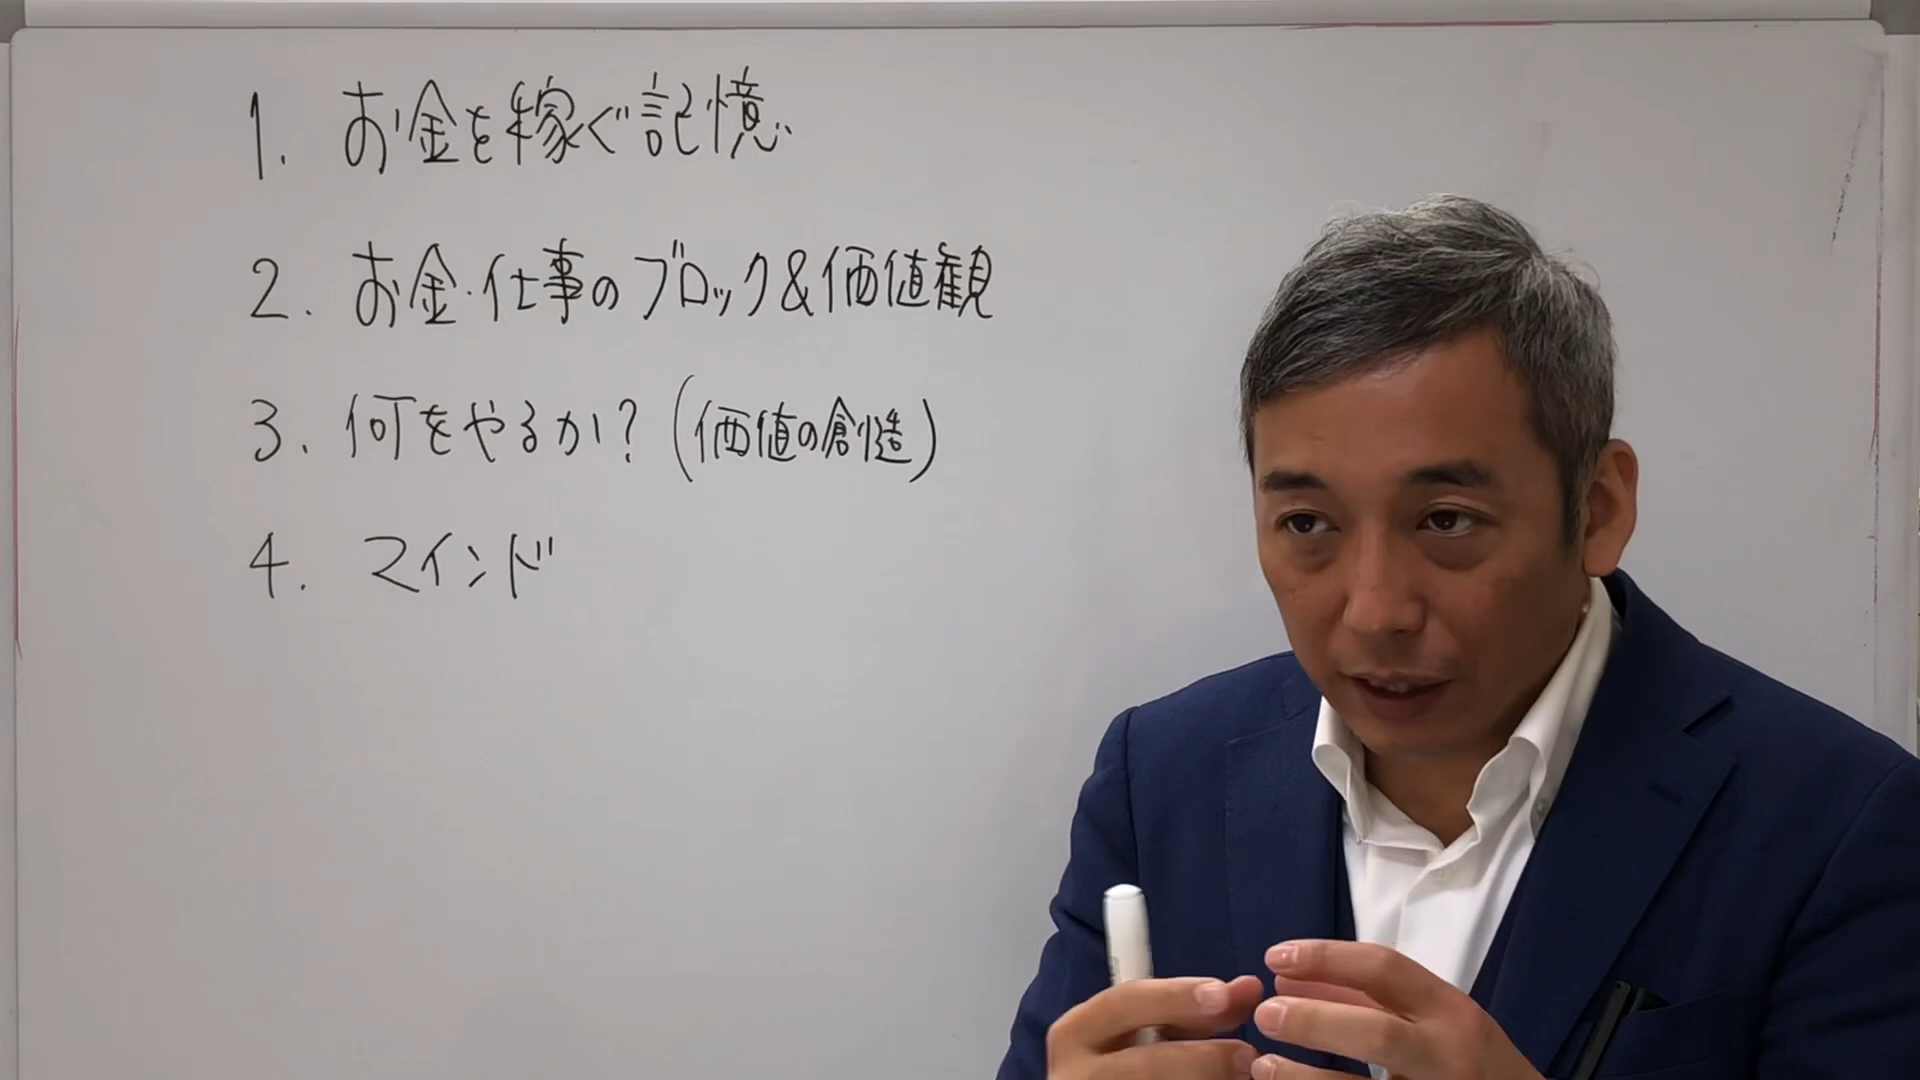 1. お金を稼ぐ記憶
2. お金・仕事のブロック&価値観
3. 何をやるか?(価値の創造)
4. マインド